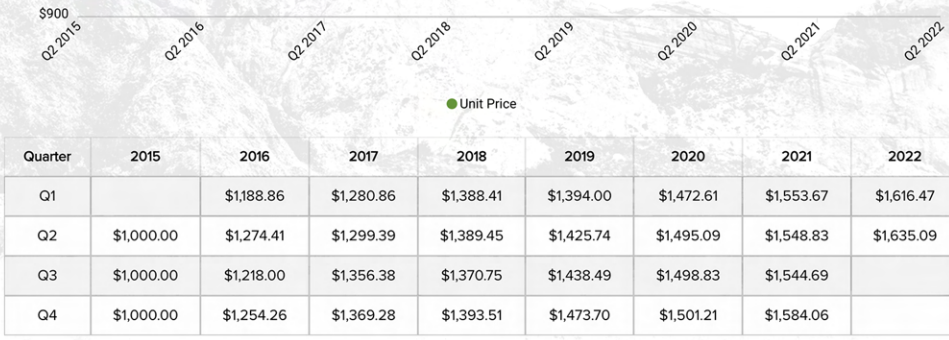 $900
Q2 2015 Q2 2016 Q2 2017 Q2 2018 Q2 2019 Q2 2020 Q2 2021 Q2 2022
Unit Price
Quarter 2015 2016 2017 2018 2019 2020 2021 2022
Q1 $1,188.86 $1,280.86 $1,388.41 $1,394.00 $1,472.61 $1,553.67 $1,616.47
Q2 $1,000.00 $1,274.41 $1,299.39 $1,389.45 $1,425.74 $1,495.09 $1,548.83 $1,635.09
Q3 $1,000.00 $1,218.00 $1,356.38 $1,370.75 $1,438.49 $1,498.83 $1,544.69
Q4 $1,000.00 $1,254.26 $1,369.28 $1,393.51 $1,473.70 $1,501.21 $1,584.06